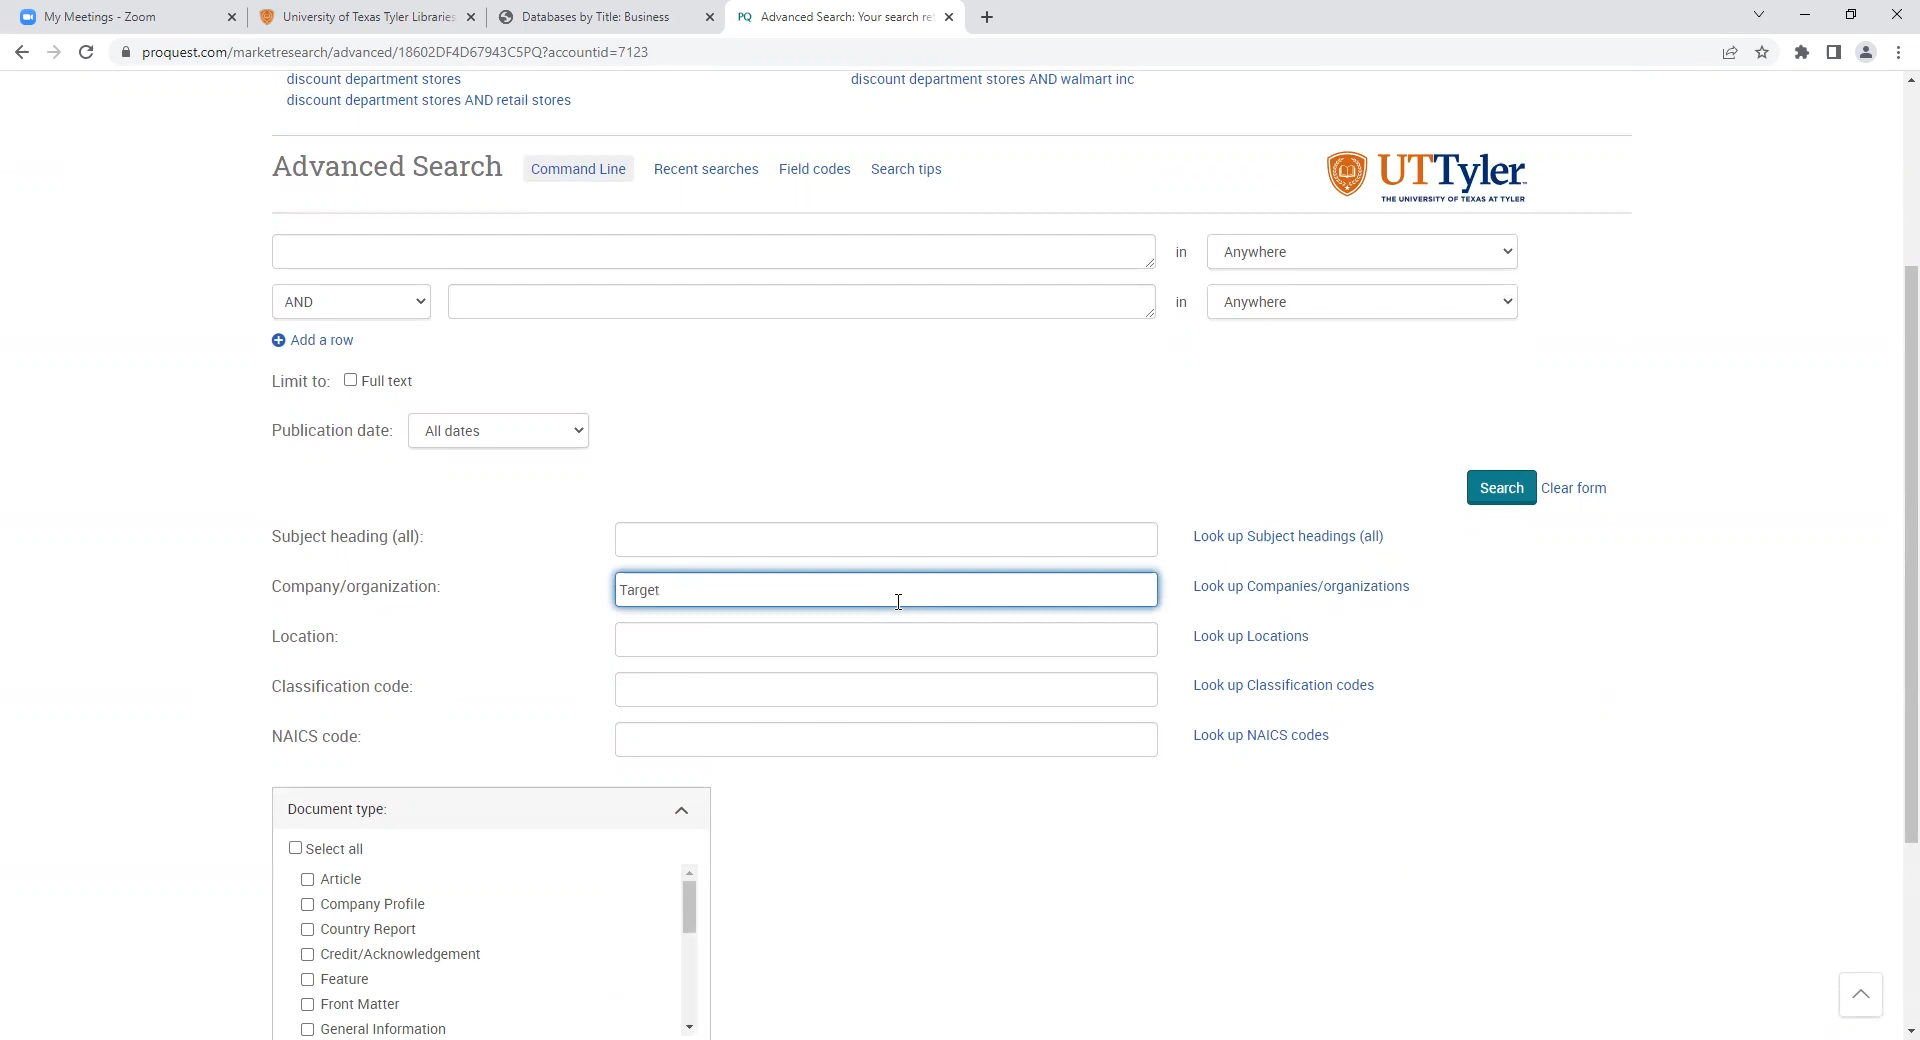 My Meetings - Zoom
University of Texas Tyler Libraries
Databases by Title: Business
PQ Advanced Search: Your search re
proquest.com/marketresearch/advanced/18602DF4D67943C5PQ?accountid=7123
discount department stores
discount department stores AND walmart inc
discount department stores AND retail stores
Advanced Search Command Line Recent searches Field codes Search tips
UTTyler
THE UNIVERSITY OF TEXAS AT TYLER
in Anywhere
AND in Anywhere
Add a row
Limit to: Full text
Publication date: All dates
Search Clear form
Subject heading (all): Look up Subject headings (all)
Company/organization: Target Look up Companies/organizations
Location: Look up Locations
Classification code: Look up Classification codes
NAICS code: Look up NAICS codes
Document type:
Select all
Article
Company Profile
Country Report
Credit/Acknowledgement
Feature
Front Matter
General Information